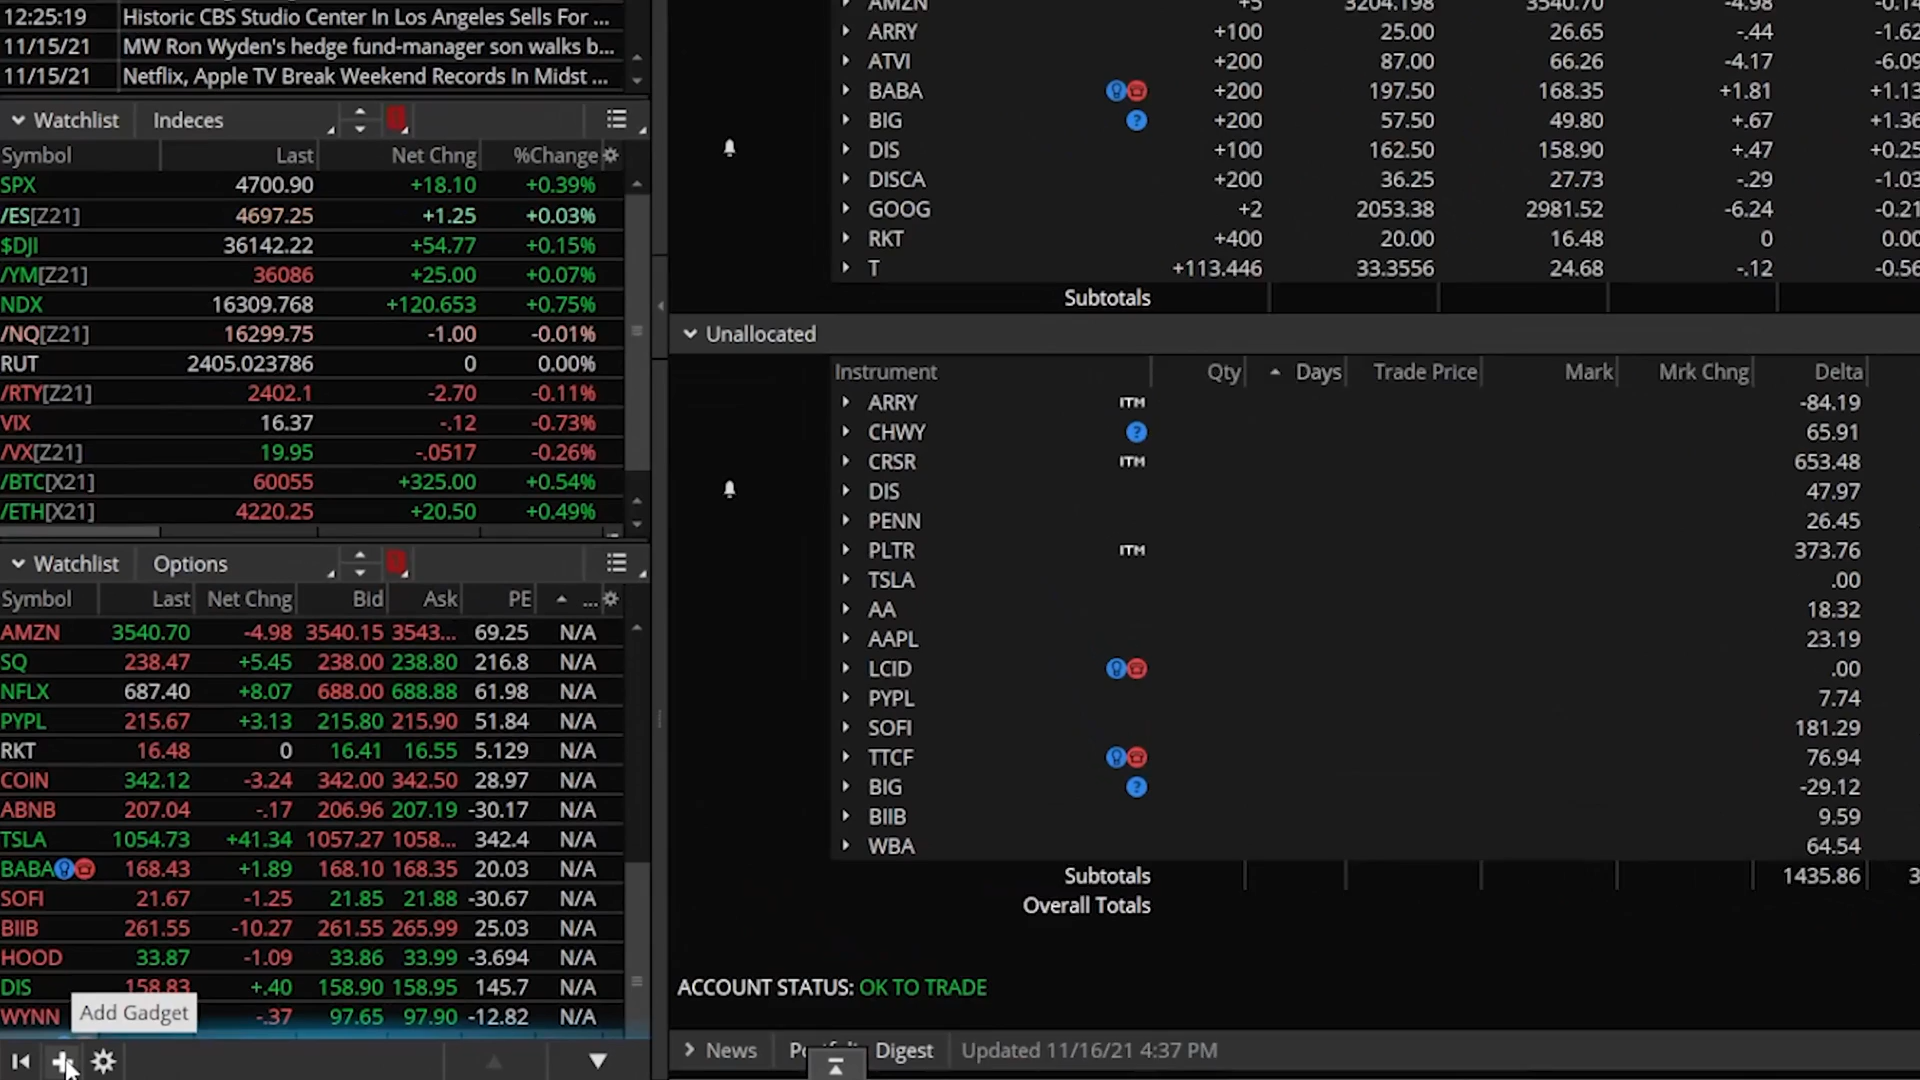 12:25:19 Historic CBS Studio Center In Los Angeles Sells For ...
11/15/21 MW Ron Wyden's hedge fund-manager son walks b...
11/15/21 Netflix, Apple TV Break Weekend Records In Midst ...
Watchlist Indeces
Symbol Last Net Chng %Change
SPX 4700.90 +18.10 +0.39%
/ES[Z21] 4697.25 +1.25 +0.03%
$DJI 36142.22 +54.77 +0.15%
/YM[Z21] 36086 +25.00 +0.07%
NDX 16309.768 +120.653 +0.75%
/NQ[Z21] 16299.75 -1.00 -0.01%
RUT 2405.023786 0 0.00%
/RTY[Z21] 2402.1 -2.70 -0.11%
VIX 16.37 -.12 -0.73%
/VX[Z21] 19.95 -.0517 -0.26%
/BTC[X21] 60055 +325.00 +0.54%
/ETH[X21] 4220.25 +20.50 +0.49%
Watchlist Options
Symbol Last Net Chng Bid Ask PE ...
AMZN 3540.70 -4.98 3540.15 3543... 69.25 N/A
SQ 238.47 +5.45 238.00 238.80 216.8 N/A
NFLX 687.40 +8.07 688.00 688.88 61.98 N/A
PYPL 215.67 +3.13 215.80 215.90 51.84 N/A
RKT 16.48 0 16.41 16.55 5.129 N/A
COIN 342.12 -3.24 342.00 342.50 28.97 N/A
ABNB 207.04 -.17 206.96 207.19 -30.17 N/A
TSLA 1054.73 +41.34 1057.27 1058... 342.4 N/A
BABA 168.43 +1.89 168.10 168.35 20.03 N/A
SOFI 21.67 -1.25 21.85 21.88 -30.67 N/A
BIIB 261.55 -10.27 261.55 265.99 25.03 N/A
HOOD 33.87 -1.09 33.86 33.99 -3.694 N/A
DIS 158.83 +.40 158.90 158.95 145.7 N/A
WYNN -.37 97.65 97.90 -12.82 N/A
Add Gadget
AMZN +5 3204.198 3540.70 -4.98 -0.14
ARRY +100 25.00 26.65 -.44 -1.62
ATVI +200 87.00 66.26 -4.17 -6.09
BABA +200 197.50 168.35 +1.81 +1.13
BIG ? +200 57.50 49.80 +.67 +1.36
DIS +100 162.50 158.90 +.47 +0.25
DISCA +200 36.25 27.73 -.29 -1.03
GOOG +2 2053.38 2981.52 -6.24 -0.21
RKT +400 20.00 16.48 0 0.00
T +113.446 33.3556 24.68 -.12 -0.56
Subtotals
Unallocated
Instrument Qty Days Trade Price Mark Mrk Chng Delta
ARRY ITM -84.19
CHWY ? 65.91
CRSR ITM 653.48
DIS 47.97
PENN 26.45
PLTR ITM 373.76
TSLA .00
AA 18.32
AAPL 23.19
LCID .00
PYPL 7.74
SOFI 181.29
TTCF 76.94
BIG ? -29.12
BIIB 9.59
WBA 64.54
Subtotals 1435.86 3
Overall Totals
ACCOUNT STATUS: OK TO TRADE
News Digest Updated 11/16/21 4:37 PM